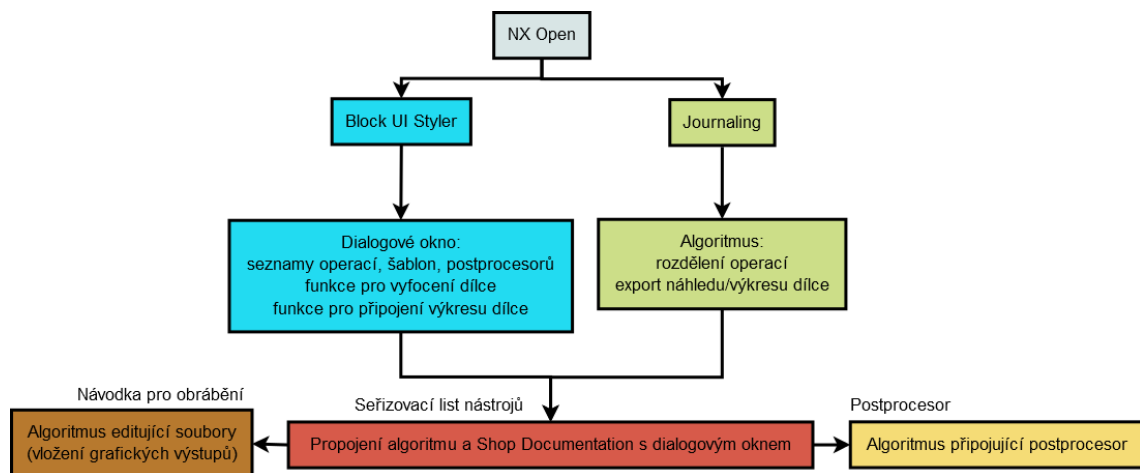 NX Open
Block UI Styler
Journaling
Dialogové okno:
seznamy operací, šablon, postprocesorů
funkce pro vyfocení dílce
funkce pro připojení výkresu dílce
Algoritmus:
rozdělení operací
export náhledu/výkresu dílce
Návodka pro obrábění
Seřizovací list nástrojů
Postprocesor
Algoritmus editující soubory
(vložení grafických výstupů)
Propojení algoritmu a Shop Documentation s dialogovým oknem
Algoritmus připojující postprocesor